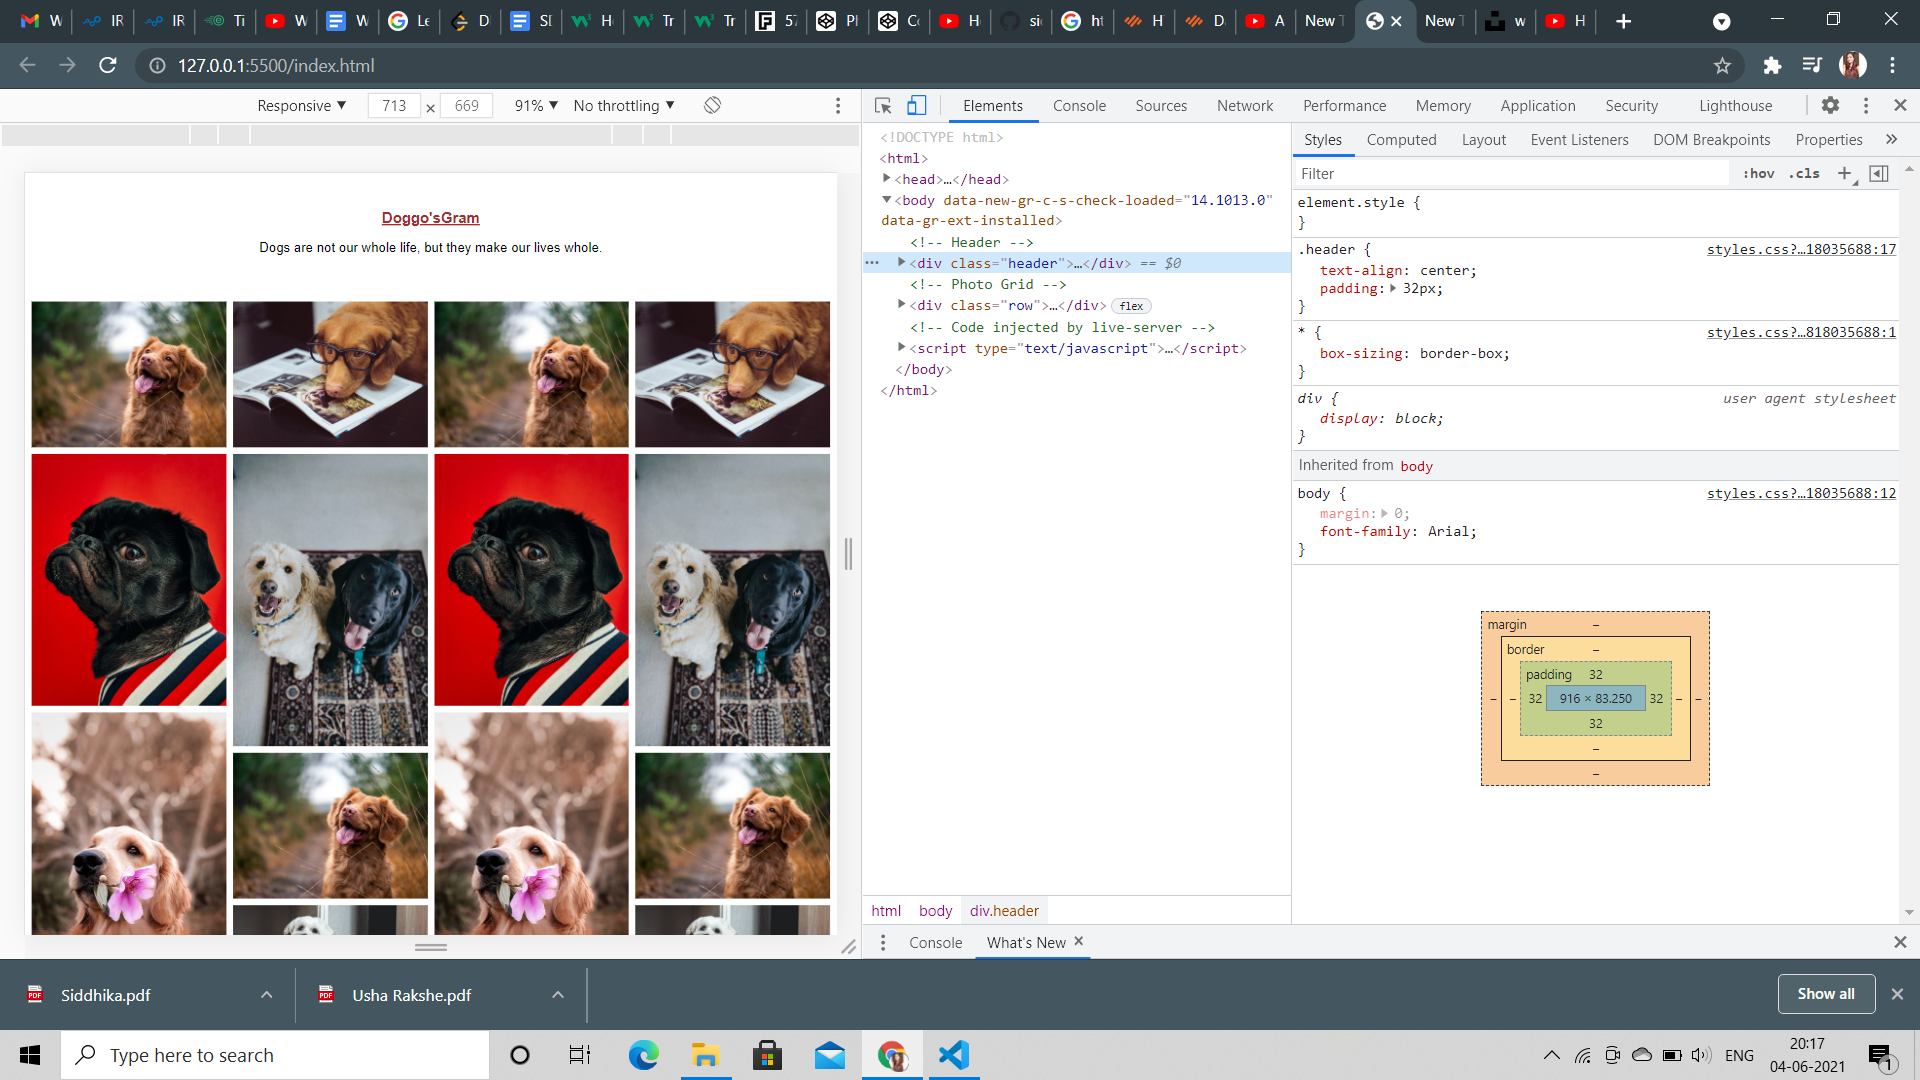 W IR IR Ti W W Le D SI H Tr Tr 57 Pl Co H sic ht H D A New T New T w H
127.0.0.1:5500/index.html
Responsive ▼ 713 × 669 91% ▼ No throttling ▼
Elements Console Sources Network Performance Memory Application Security Lighthouse
Doggo'sGram
Dogs are not our whole life, but they make our lives whole.
<!DOCTYPE html>
<html>
<head>…</head>
<body data-new-gr-c-s-check-loaded="14.1013.0"
data-gr-ext-installed>
<!-- Header -->
<div class="header">…</div> == $0
<!-- Photo Grid -->
<div class="row">…</div> flex
<!-- Code injected by live-server -->
<script type="text/javascript">…</script>
</body>
</html>
html body div.header
Styles Computed Layout Event Listeners DOM Breakpoints Properties »
Filter :hov .cls +
element.style {
}
.header { styles.css?…18035688:17
text-align: center;
padding: 32px;
}
* { styles.css?…818035688:1
box-sizing: border-box;
}
div { user agent stylesheet
display: block;
}
Inherited from body
body { styles.css?…18035688:12
margin: 0;
font-family: Arial;
}
margin –
border –
padding 32
– – 32 916 × 83.250 32 – –
32
–
–
Console What's New ×
Siddhika.pdf Usha Rakshe.pdf Show all
Type here to search
ENG 20:17
04-06-2021 1